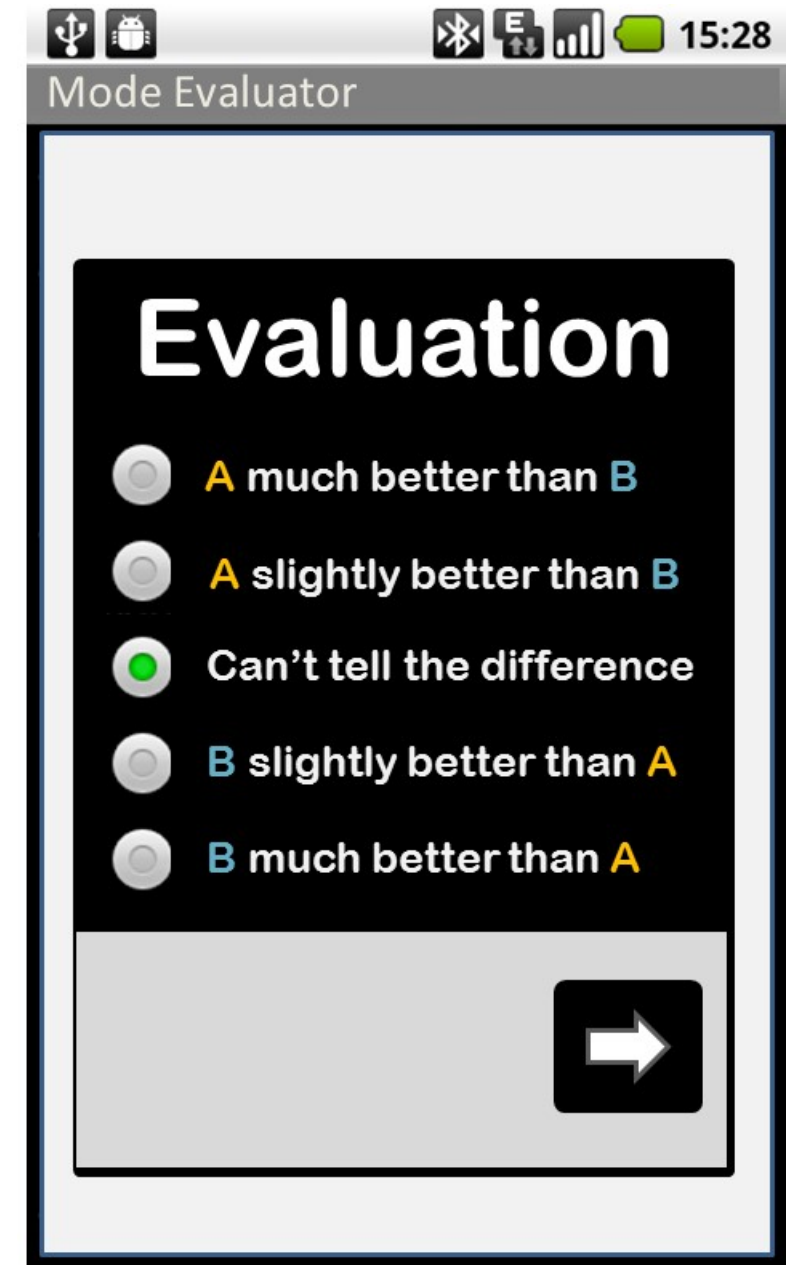 E 15:28
Mode Evaluator
Evaluation
A much better than B
A slightly better than B
Can't tell the difference
B slightly better than A
B much better than A